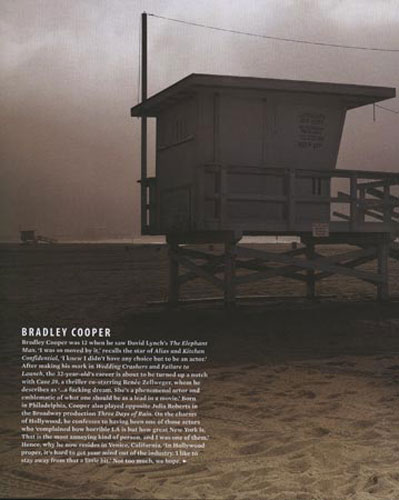 BRADLEY COOPER
Bradley Cooper was 12 when he saw David Lynch's The Elephant
Man. 'I was so moved by it,' recalls the star of Alias and Kitchen
Confidential, 'I knew I didn't have any choice but to be an actor.'
After making his mark in Wedding Crashers and Failure to
Launch, the 32-year-old's career is about to be turned up a notch
with Case 39, a thriller co-starring Renée Zellweger, whom he
describes as '...a fucking dream. She's a phenomenal actor and
emblematic of what one should be as a lead in a movie.' Born
in Philadelphia, Cooper also played opposite Julia Roberts in
the Broadway production Three Days of Rain. On the charms
of Hollywood, he confesses to having been one of those actors
who 'complained how horrible LA is but how great New York is.
That is the most annoying kind of person, and I was one of them.'
Hence, why he now resides in Venice, California. 'In Hollywood
proper, it's hard to get your mind out of the industry. I like to
stay away from that a little bit.' Not too much, we hope.